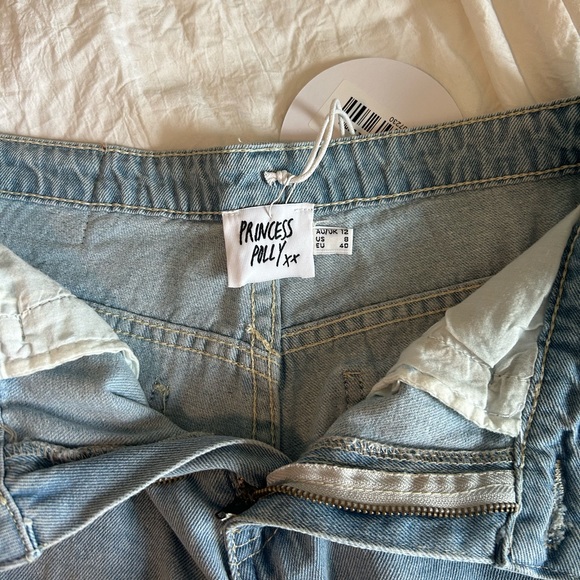 PRINCESS
POLLY xx
AU/UK 12
US 8
EU 40